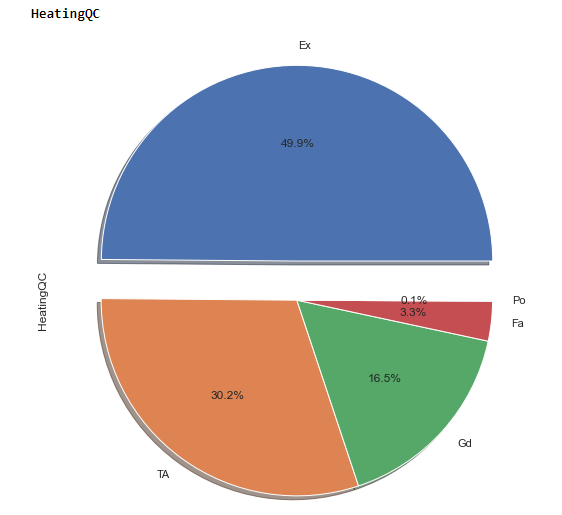 HeatingQC
Ex
49.9%
HeatingQC
0.1%
Po
3.3%
Fa
16.5%
30.2%
Gd
TA